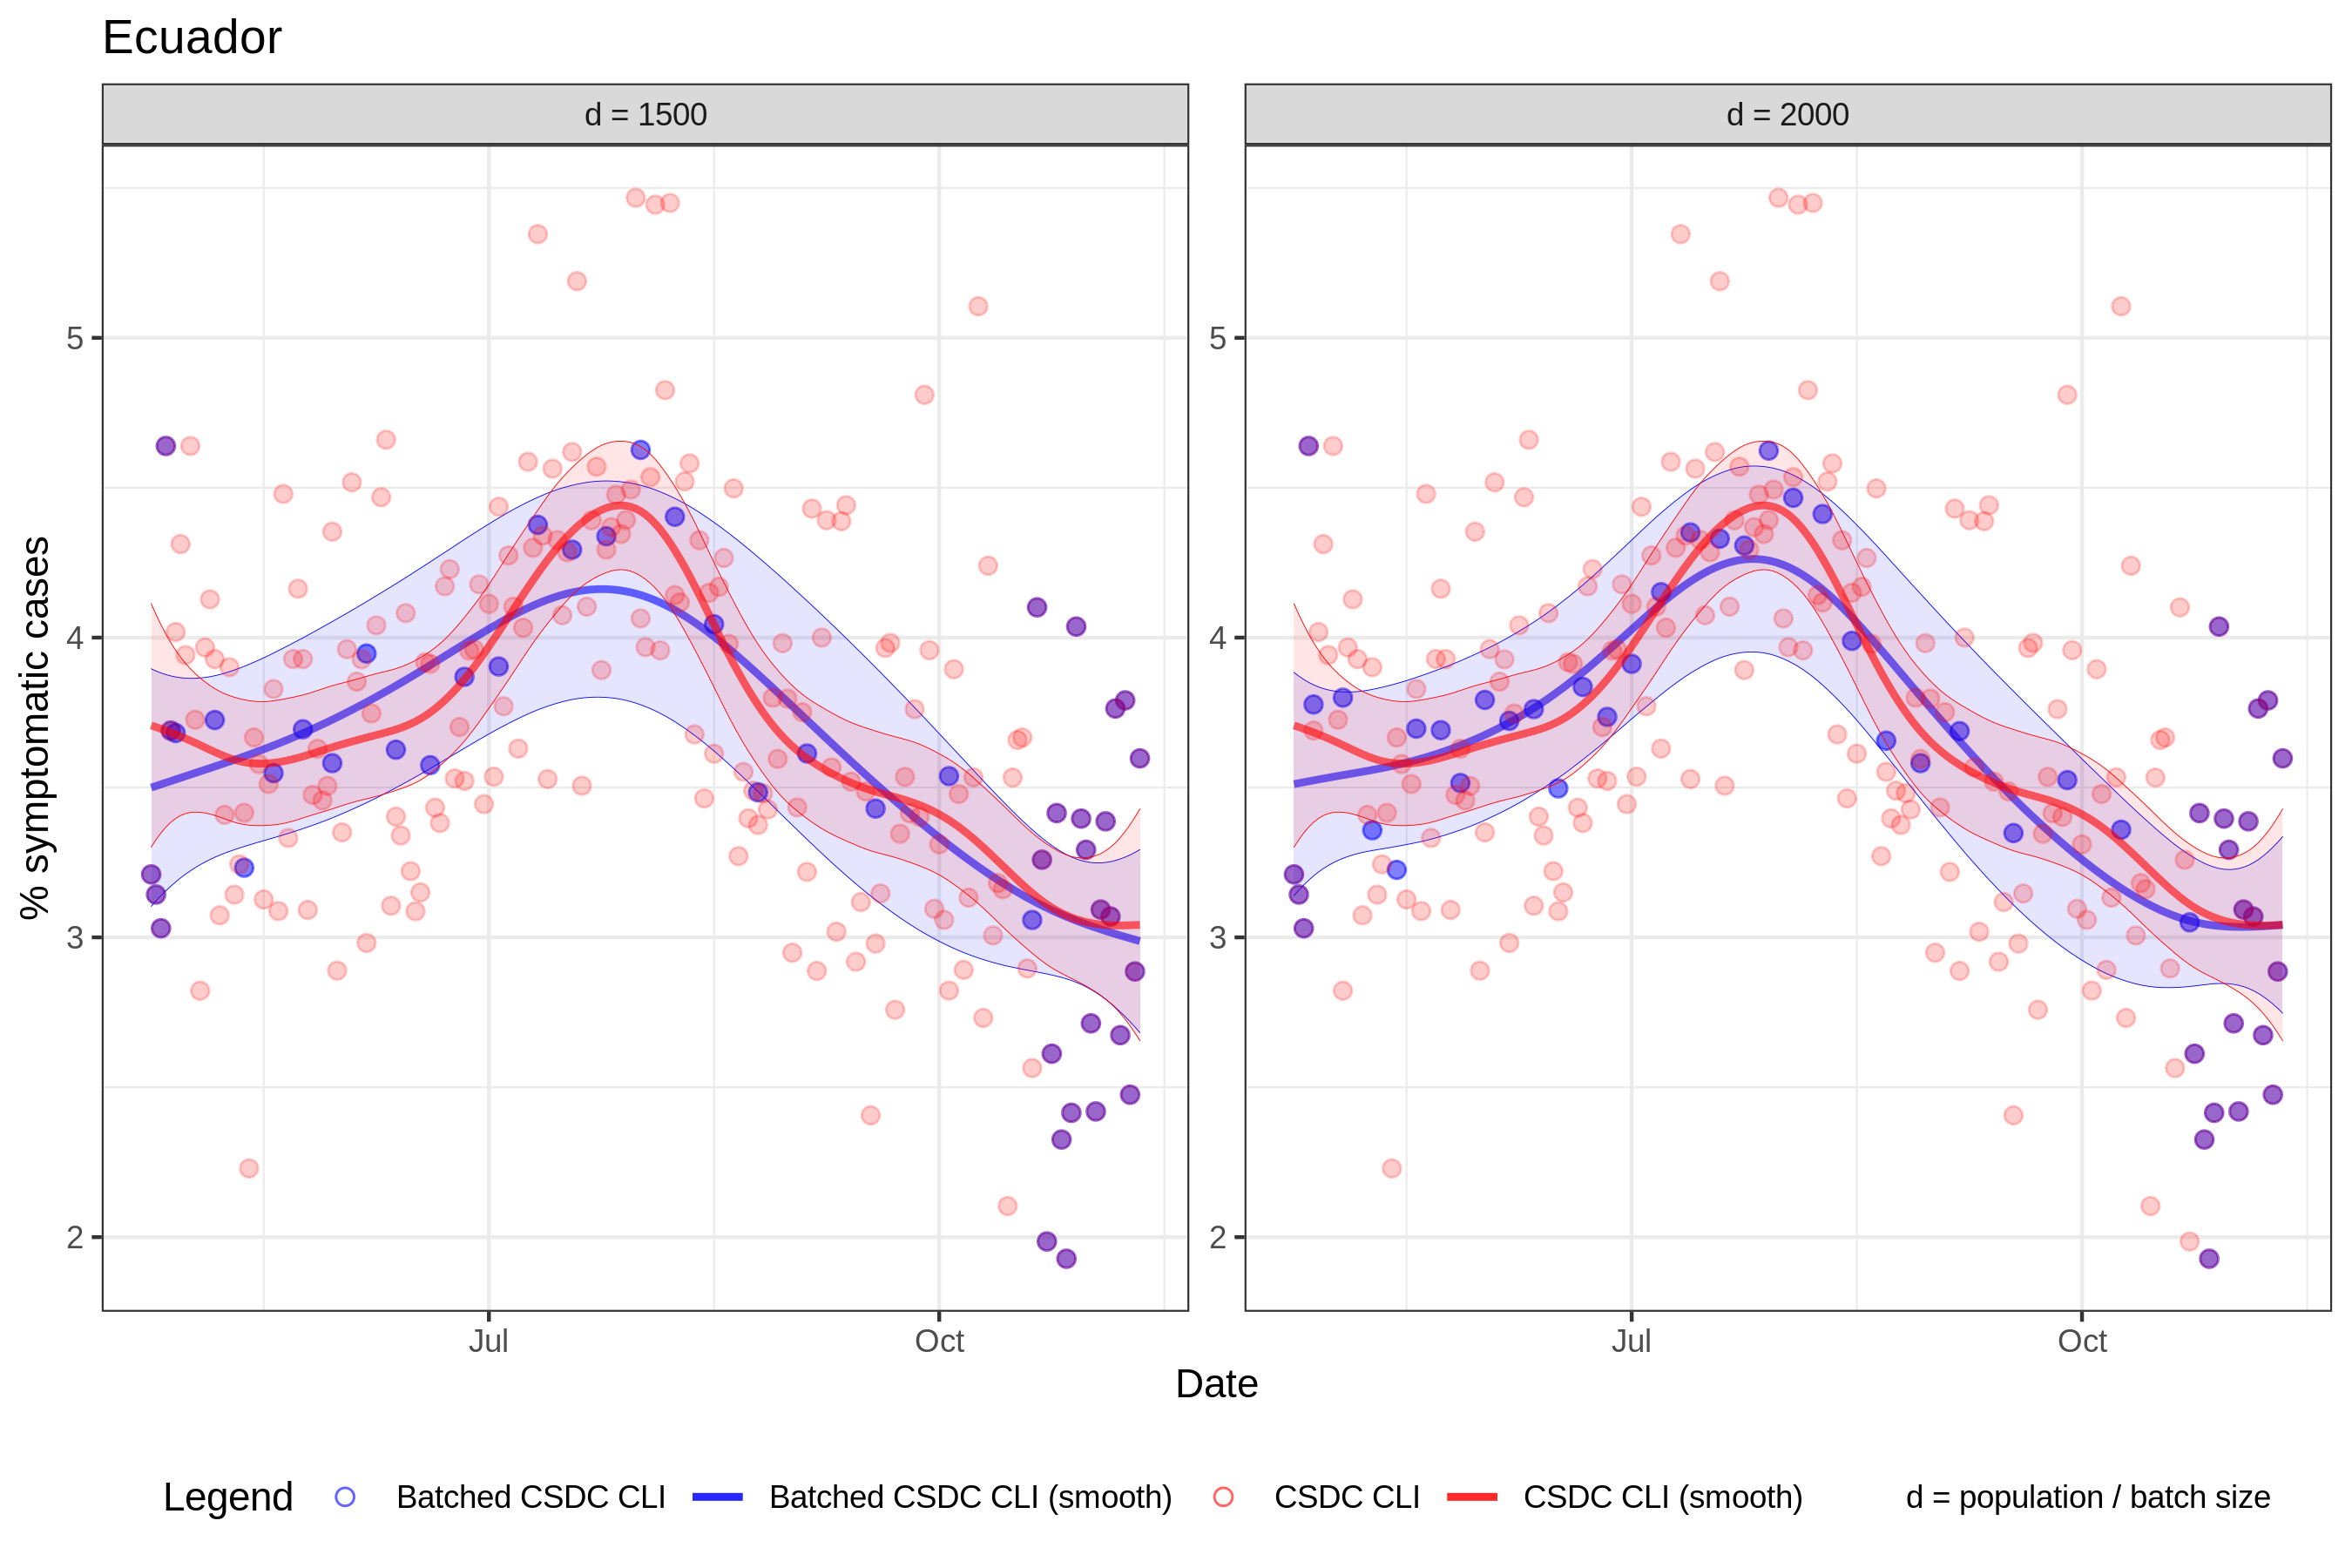 Ecuador
d = 1500
d = 2000
% symptomatic cases
5
4
3
2
5
4
3
2
Jul
Oct
Jul
Oct
Date
Legend
Batched CSDC CLI
Batched CSDC CLI (smooth)
CSDC CLI
CSDC CLI (smooth)
d = population / batch size